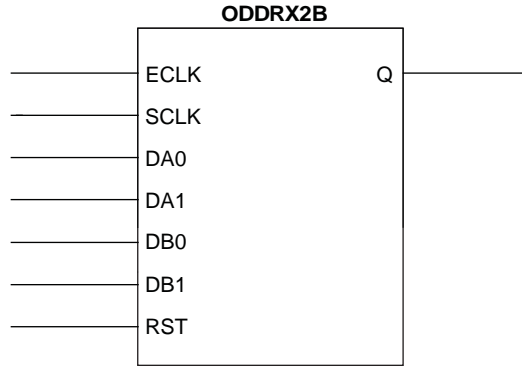 ODDRX2B
ECLK Q
SCLK
DA0
DA1
DB0
DB1
RST